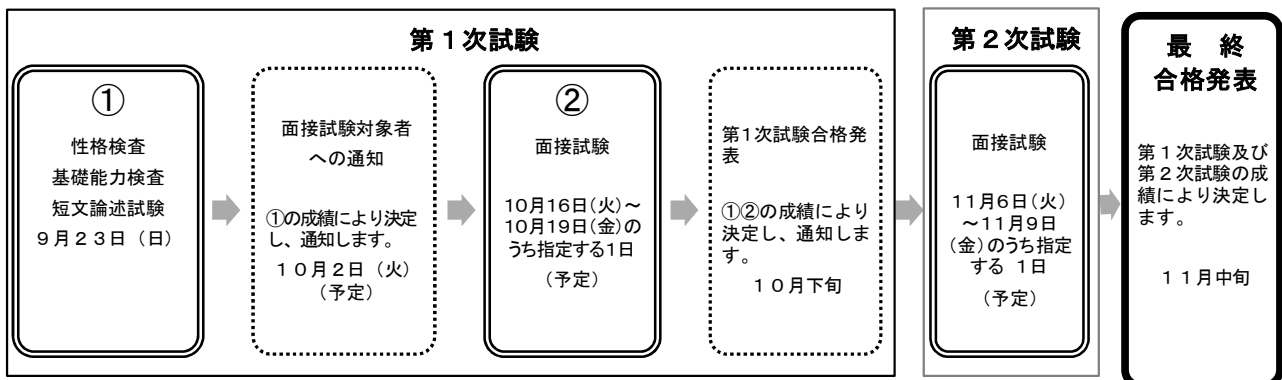 第１次試験
①
性格検査
基礎能力検査
短文論述試験
９月２３日（日）
面接試験対象者
への通知
①の成績により決定
し、通知します。
１０月２日（火）
（予定）
②
面接試験
10月16日(火)～
10月19日(金)の
うち指定する1日
（予定）
第1次試験合格発
表
①②の成績により
決定し、通知しま
す。
１０月下旬
第２次試験
面接試験
11月6日(火)
～11月9日
(金)のうち指定
する 1日
（予定）
最　終
合格発表
第１次試験及び
第２次試験の成
績により決定し
ます。
１１月中旬